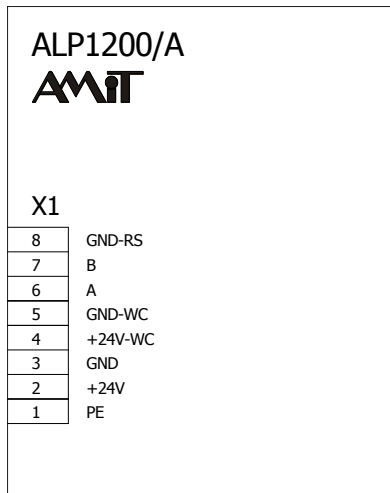 ALP1200/A
AMiT
X1
8 GND-RS
7 B
6 A
5 GND-WC
4 +24V-WC
3 GND
2 +24V
1 PE